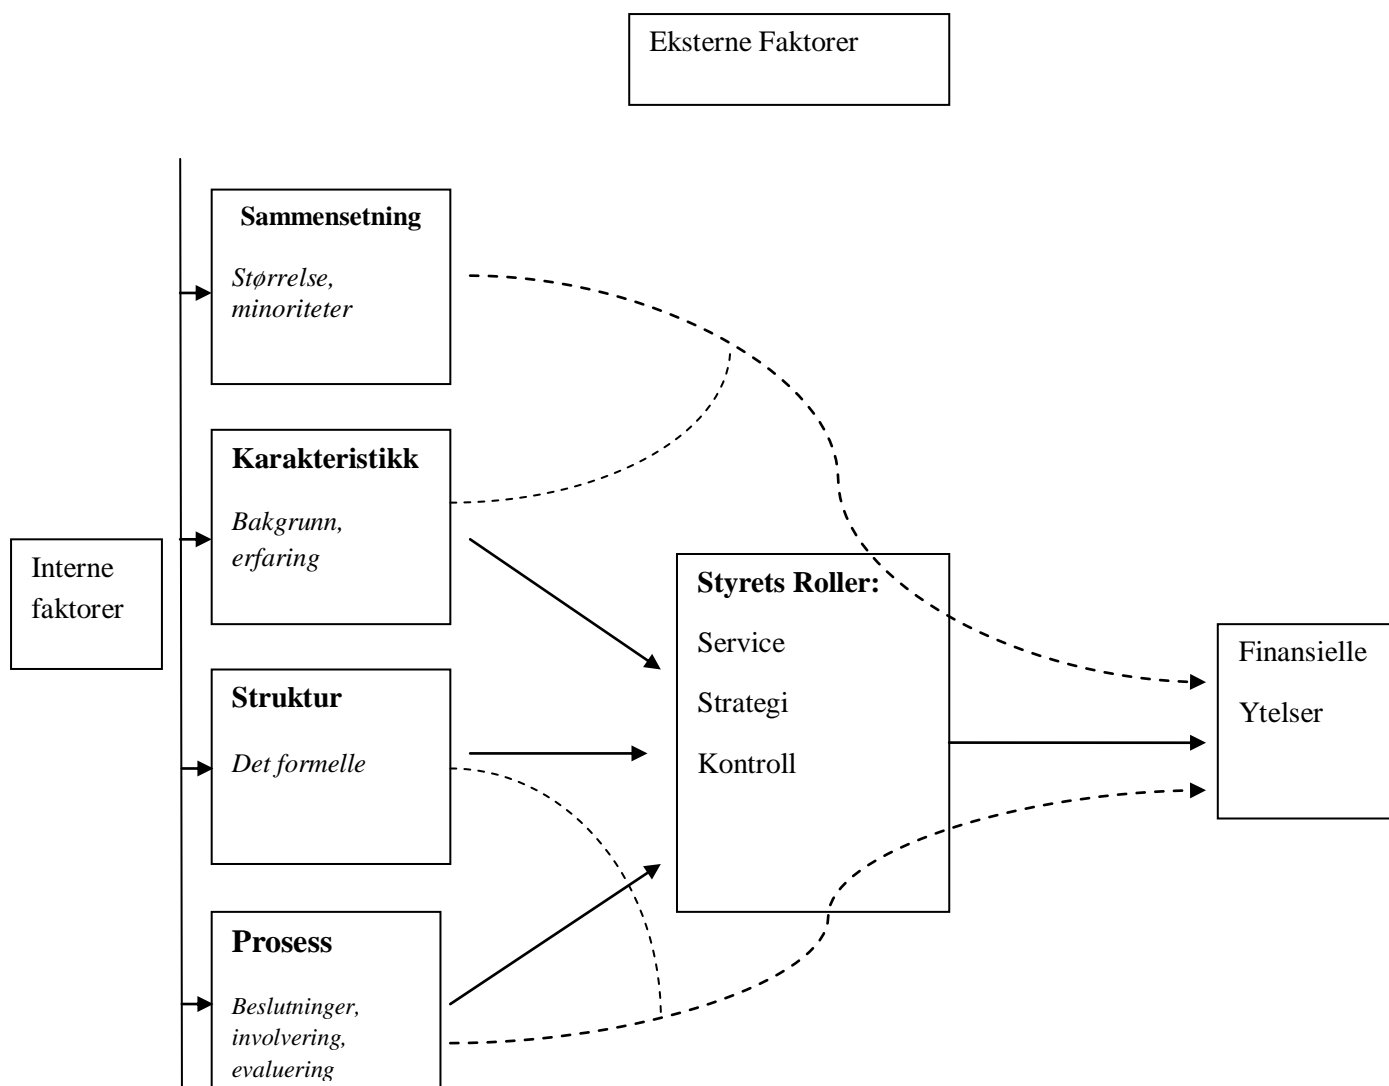 Eksterne Faktorer
Sammensetning
Størrelse,
minoriteter
Karakteristikk
Bakgrunn,
erfaring
Interne
faktorer
Struktur
Det formelle
Prosess
Beslutninger,
involvering,
evaluering
Styrets Roller:
Service
Strategi
Kontroll
Finansielle
Ytelser